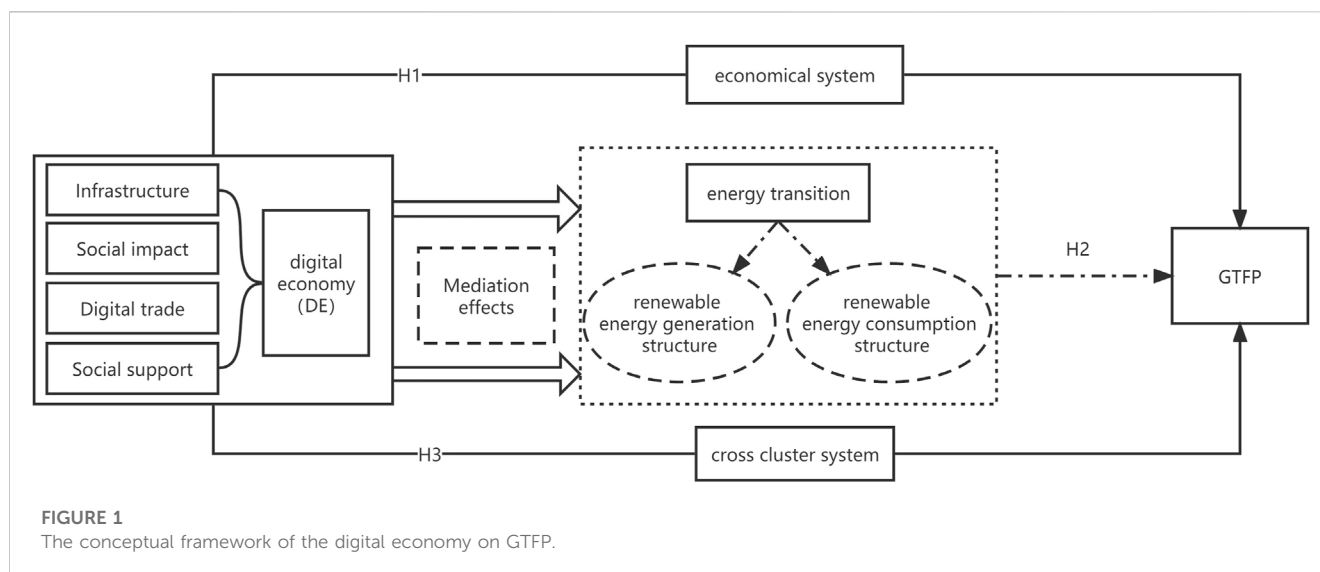 H1
economical system
Infrastructure
Social impact
Digital trade
Social support
digital
economy
(DE)
Mediation
effects
energy transition
renewable
energy generation
structure
renewable
energy consumption
structure
H2
GTFP
H3
cross cluster system
FIGURE 1
The conceptual framework of the digital economy on GTFP.